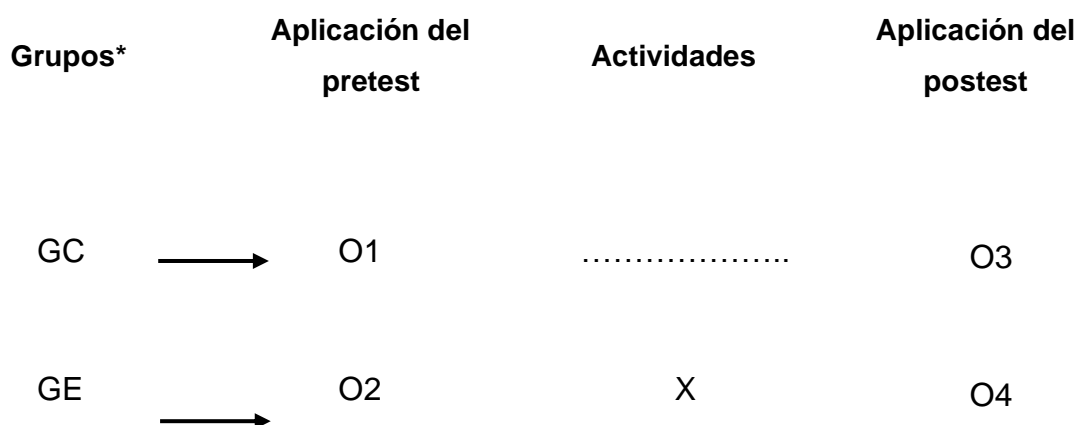 Grupos* Aplicación del pretest Actividades Aplicación del postest
GC O1 ……………….. O3
GE O2 X O4